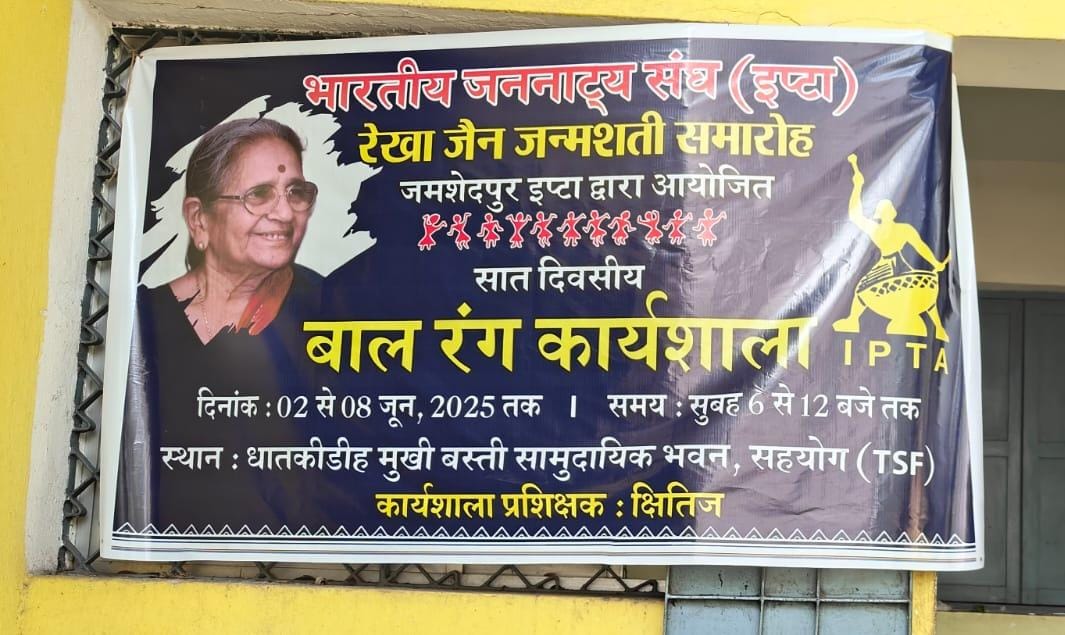 भारतीय जननाट्य संघ (इप्टा)
रेखा जैन जन्मशती समारोह
जमशेदपुर इप्टा द्वारा आयोजित
सात दिवसीय
बाल रंग कार्यशाला
IPTA
दिनांक : 02 से 08 जून, 2025 तक । समय : सुबह 6 से 12 बजे तक
स्थान : धातकीडीह मुखी बस्ती सामुदायिक भवन, सहयोग (TSF)
कार्यशाला प्रशिक्षक : क्षितिज